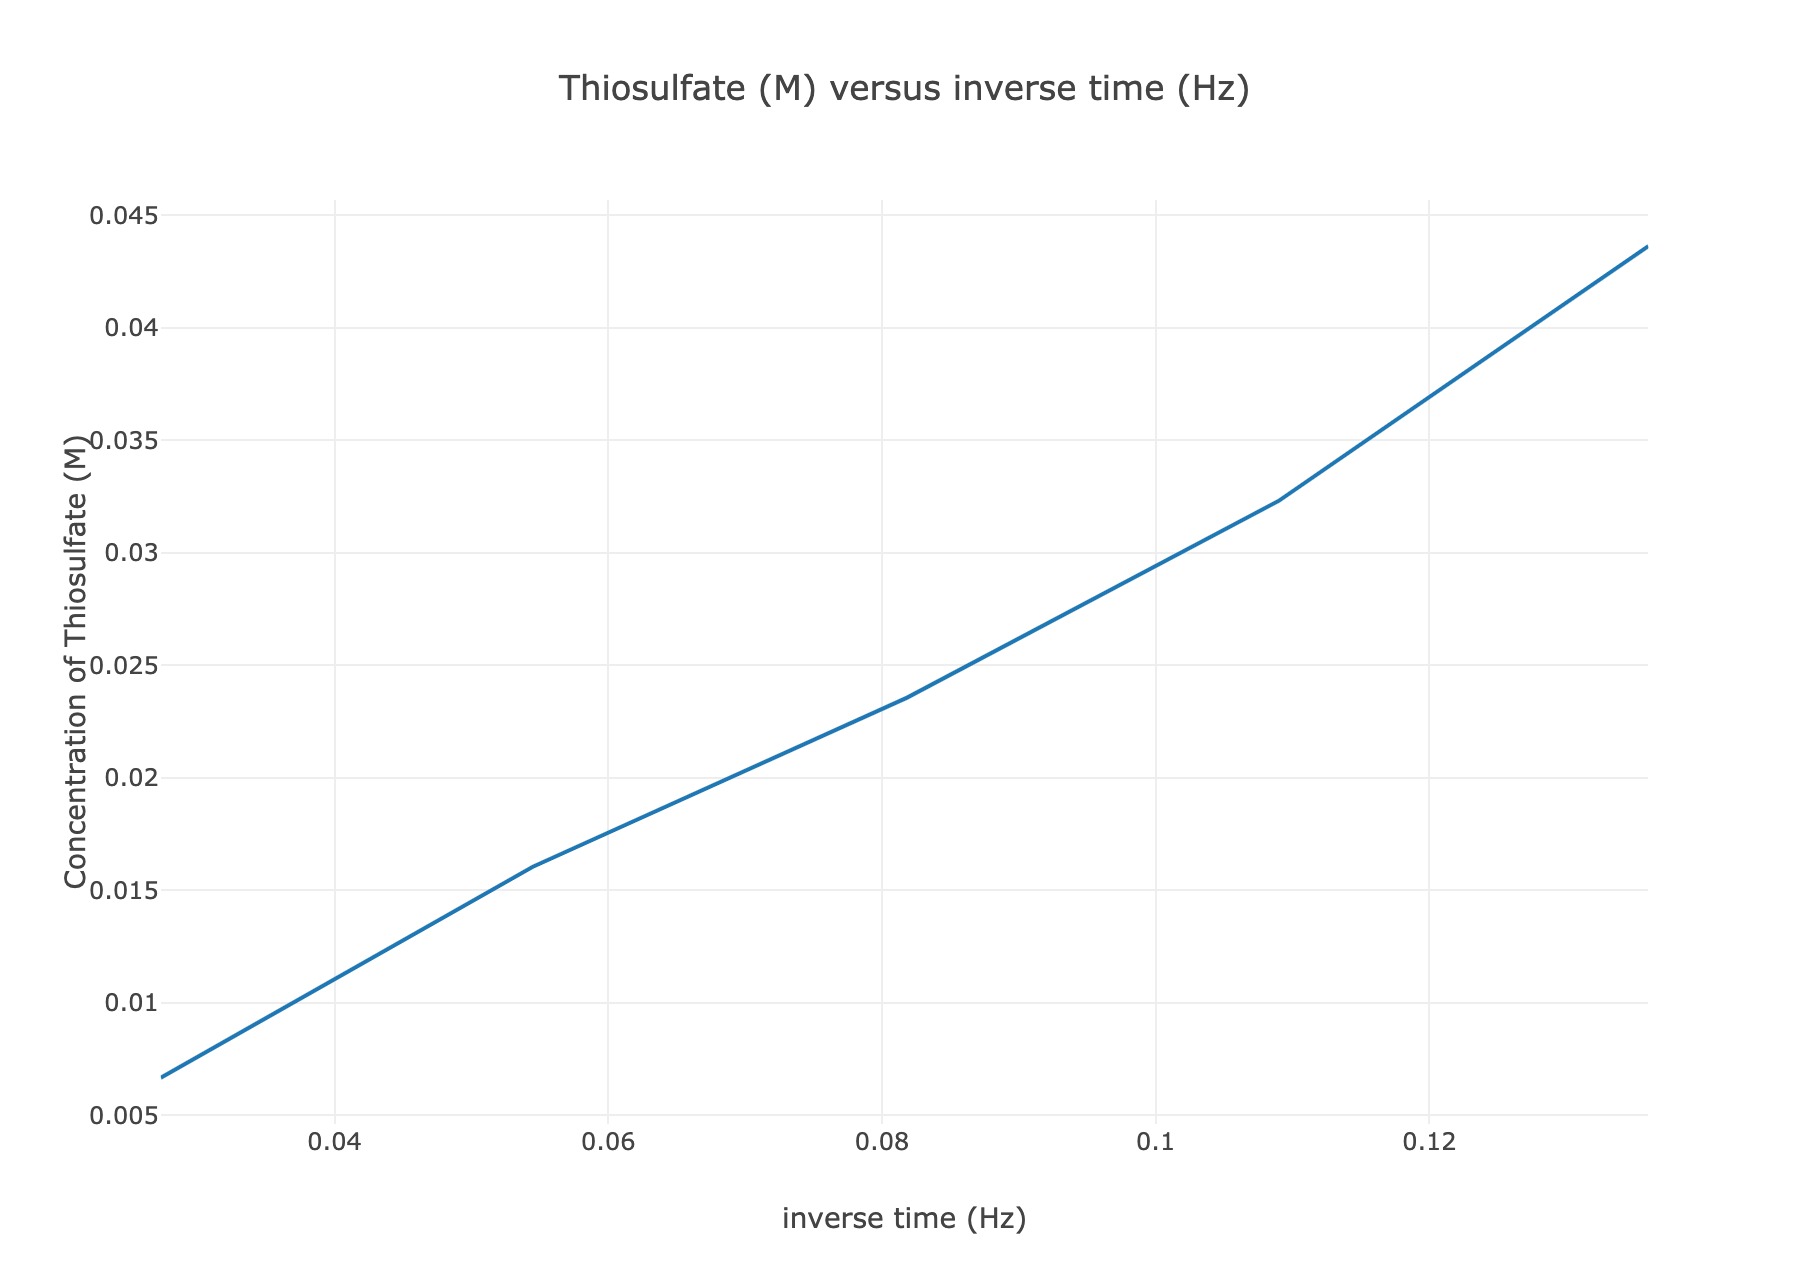 Thiosulfate (M) versus inverse time (Hz)
Concentration of Thiosulfate (M)
0.045
0.04
0.035
0.03
0.025
0.02
0.015
0.01
0.005
0.04 0.06 0.08 0.1 0.12
inverse time (Hz)